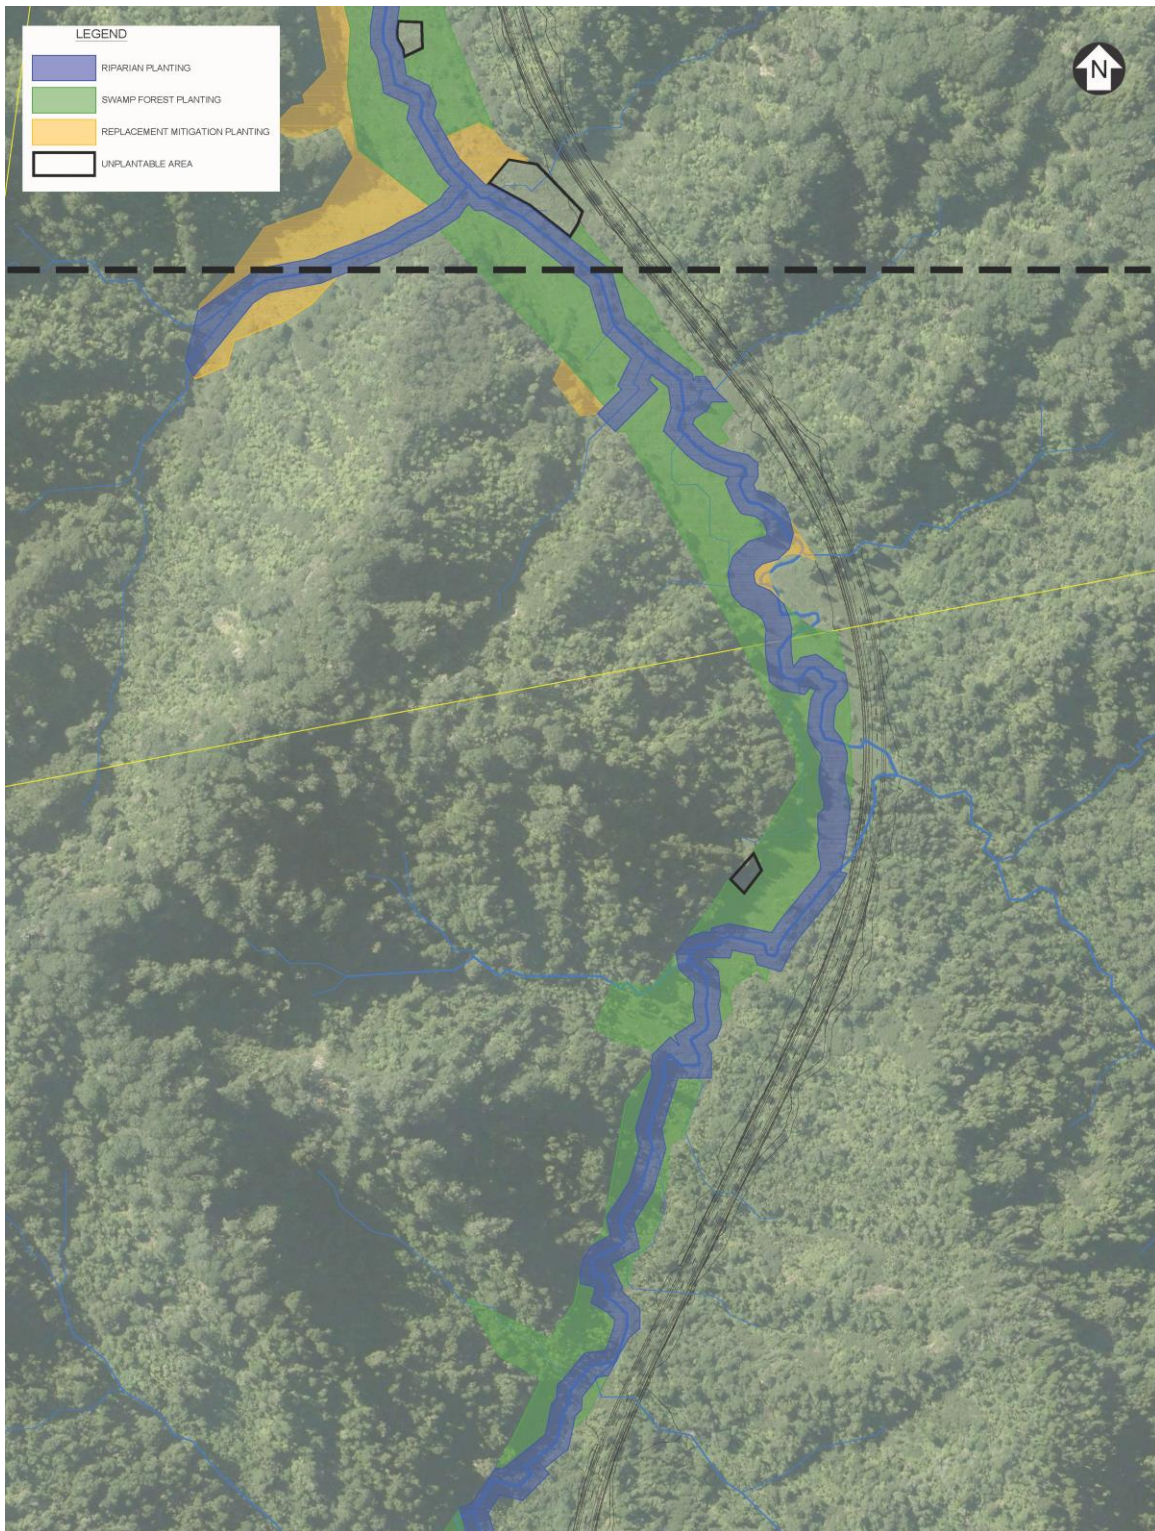 LEGEND
RIPARIAN PLANTING
SWAMP FOREST PLANTING
REPLACEMENT MITIGATION PLANTING
UNPLANTABLE AREA
N